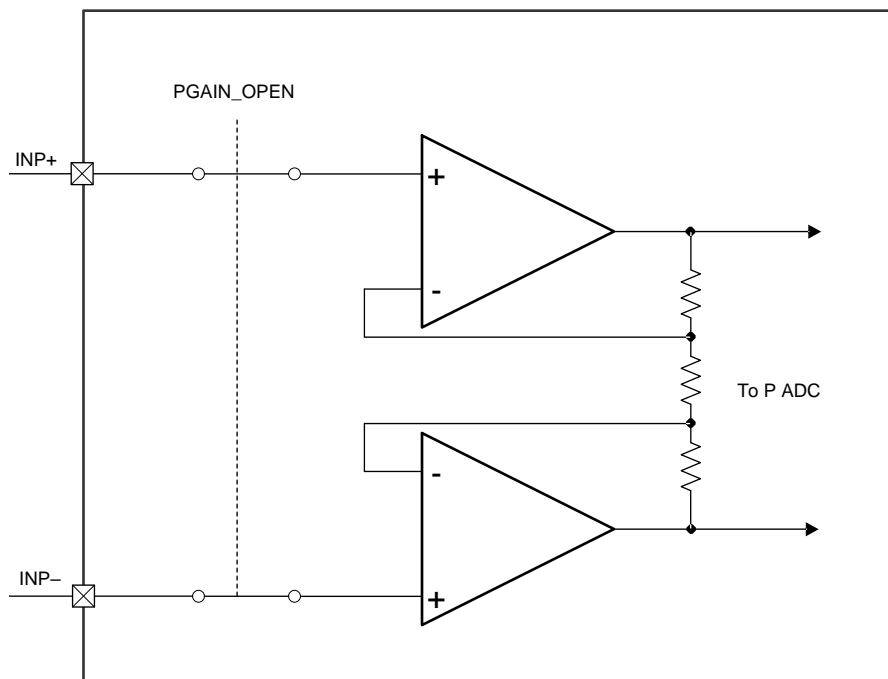 PGAIN_OPEN
INP+
+
-
To P ADC
-
INP–
+